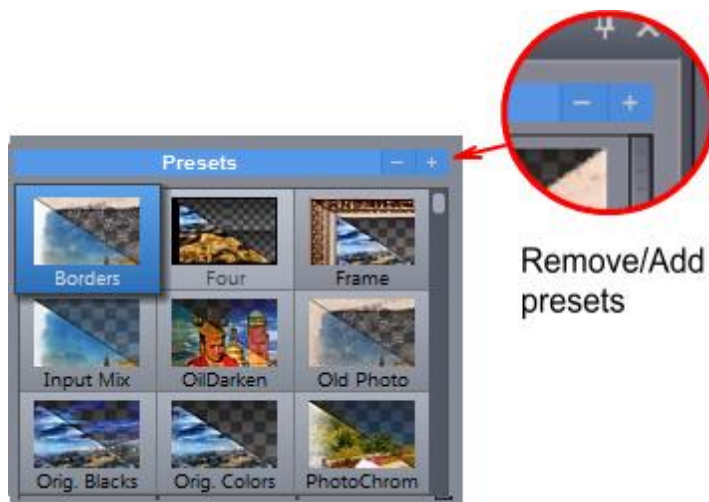 Presets − +
Borders Four Frame
Input Mix OilDarken Old Photo
Orig. Blacks Orig. Colors PhotoChrom
− +
Remove/Add
presets